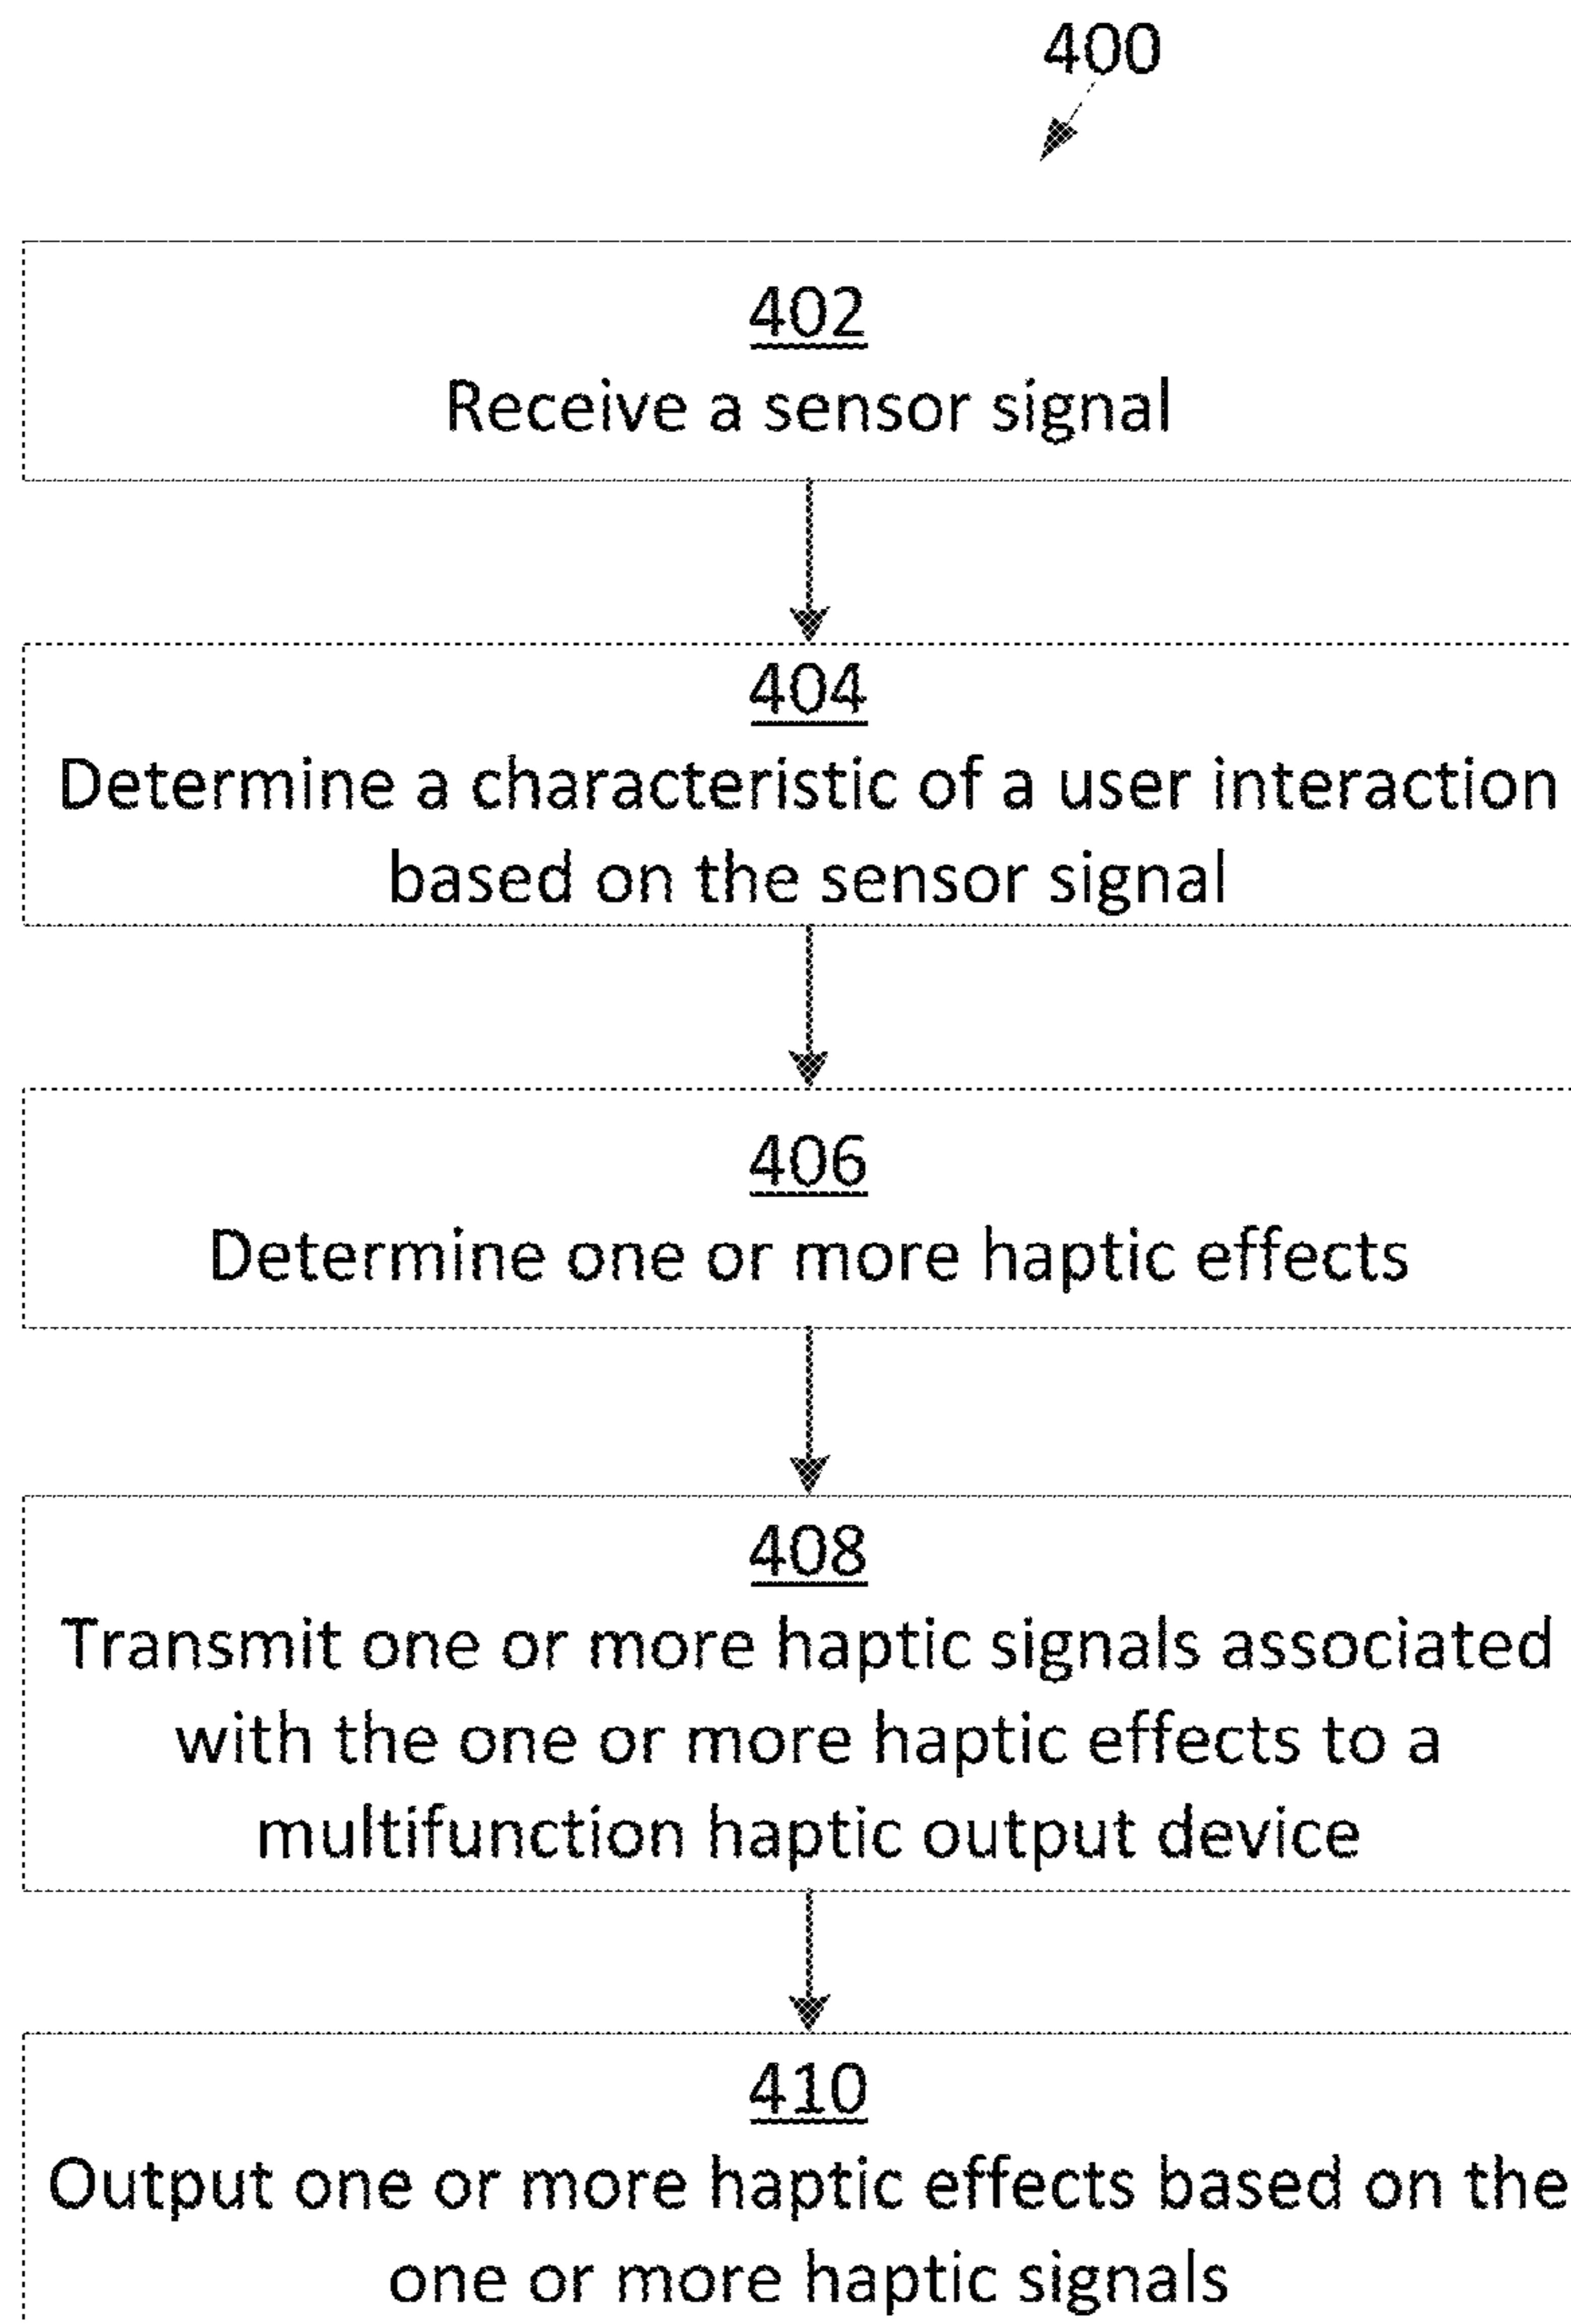 400
402
Receive a sensor signal
404
Determine a characteristic of a user interaction
based on the sensor signal
406
Determine one or more haptic effects
408
Transmit one or more haptic signals associated
with the one or more haptic effects to a
multifunction haptic output device
410
Output one or more haptic effects based on the
one or more haptic signals